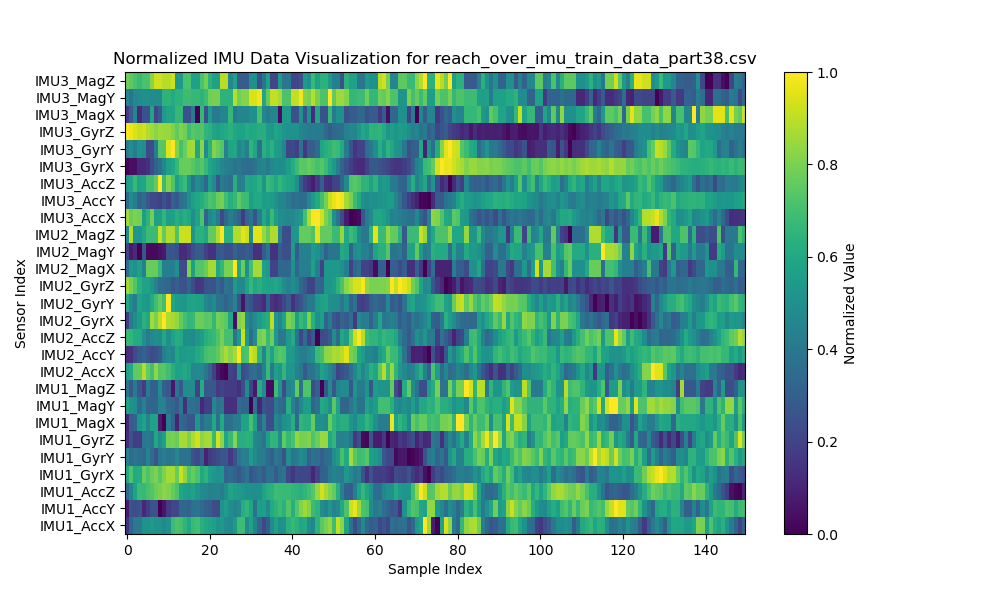 Normalized IMU Data Visualization for reach_over_imu_train_data_part38.csv
IMU3_MagZ
IMU3_MagY
IMU3_MagX
IMU3_GyrZ
IMU3_GyrY
IMU3_GyrX
IMU3_AccZ
IMU3_AccY
IMU3_AccX
IMU2_MagZ
IMU2_MagY
IMU2_MagX
IMU2_GyrZ
IMU2_GyrY
IMU2_GyrX
IMU2_AccZ
IMU2_AccY
IMU2_AccX
IMU1_MagZ
IMU1_MagY
IMU1_MagX
IMU1_GyrZ
IMU1_GyrY
IMU1_GyrX
IMU1_AccZ
IMU1_AccY
IMU1_AccX
Sensor Index
0 20 40 60 80 100 120 140
Sample Index
1.0
0.8
0.6
0.4
0.2
0.0
Normalized Value